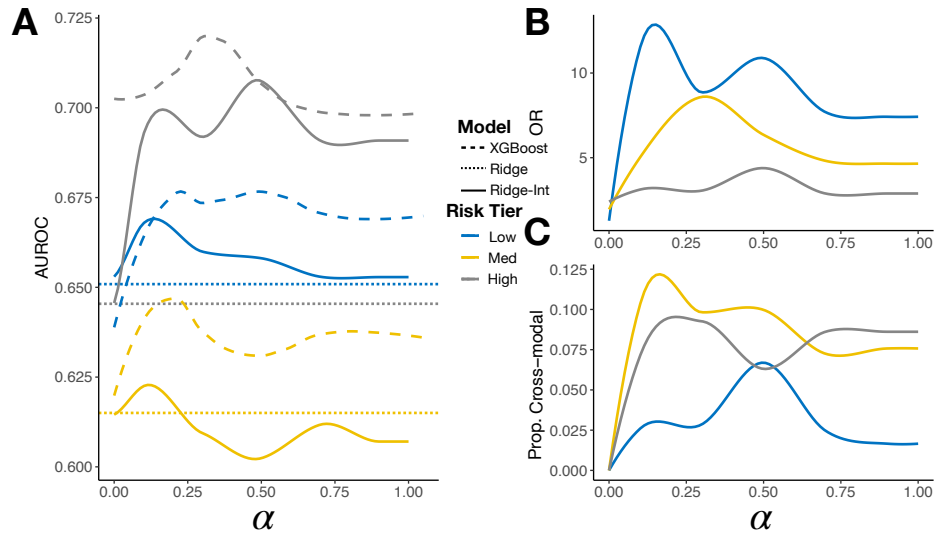 A
0.725
0.700
0.675
0.650
0.625
0.600
AUROC
0.00
0.25
0.50
0.75
1.00
α
Model
XGBoost
Ridge
Ridge-Int
Risk Tier
Low
Med
High
B
10
5
OR
0.00
0.25
0.50
0.75
1.00
C
0.125
0.100
0.075
0.050
0.025
0.000
Prop. Cross-modal
0.00
0.25
0.50
0.75
1.00
α